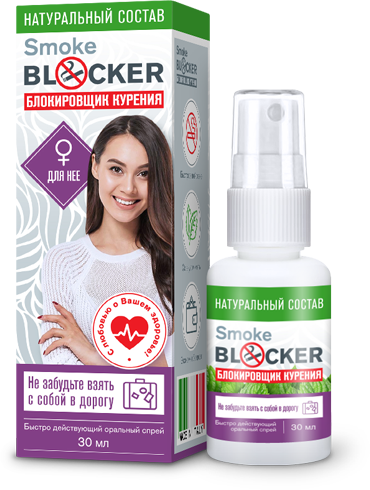 НАТУРАЛЬНЫЙ СОСТАВ
Smoke
BLOCKER
БЛОКИРОВЩИК КУРЕНИЯ
ДЛЯ НЕЕ
С любовью о Вашем здоровье!
Не забудьте взять
с собой в дорогу
Быстро действующий оральный спрей
30 мл
НАТУРАЛЬНЫЙ СОСТАВ
Smoke
BLOCKER
БЛОКИРОВЩИК КУРЕНИЯ
Не забудьте взять с собой в дорогу
Быстро действующий
оральный спрей
30 мл